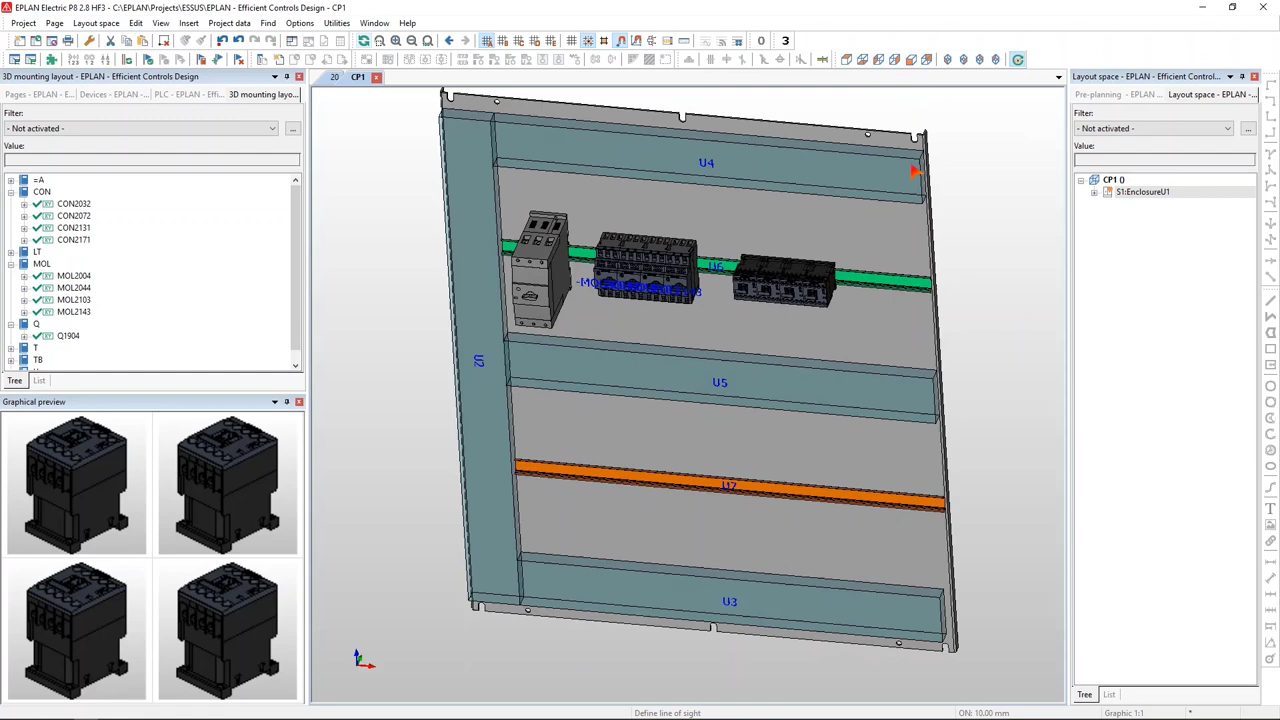 EPLAN Electric P8 2.8 HF3 - C:\EPLAN\Projects\ESSUS\EPLAN - Efficient Controls Design - CP1
Project Page Layout space Edit View Insert Project data Find Options Utilities Window Help
0 3
3D mounting layout - EPLAN - Efficient Controls Design
Pages - EPLAN - E... Devices - EPLAN -... PLC - EPLAN - Effi... 3D mounting layo...
Filter:
- Not activated -
...
Value:
=A
CON
CON2032
CON2072
CON2131
CON2171
LT
MOL
MOL2004
MOL2044
MOL2103
MOL2143
Q
Q1904
T
TB
Tree List
Graphical preview
20 CP1
U4
U6
U2
U5
U7
U3
Layout space - EPLAN - Efficient Control...
Pre-planning - EPLAN ... Layout space - EPLAN -...
Filter:
- Not activated -
...
Value:
CP1 ()
S1:EnclosureU1
Tree List
Define line of sight
ON: 10.00 mm
Graphic 1:1
*